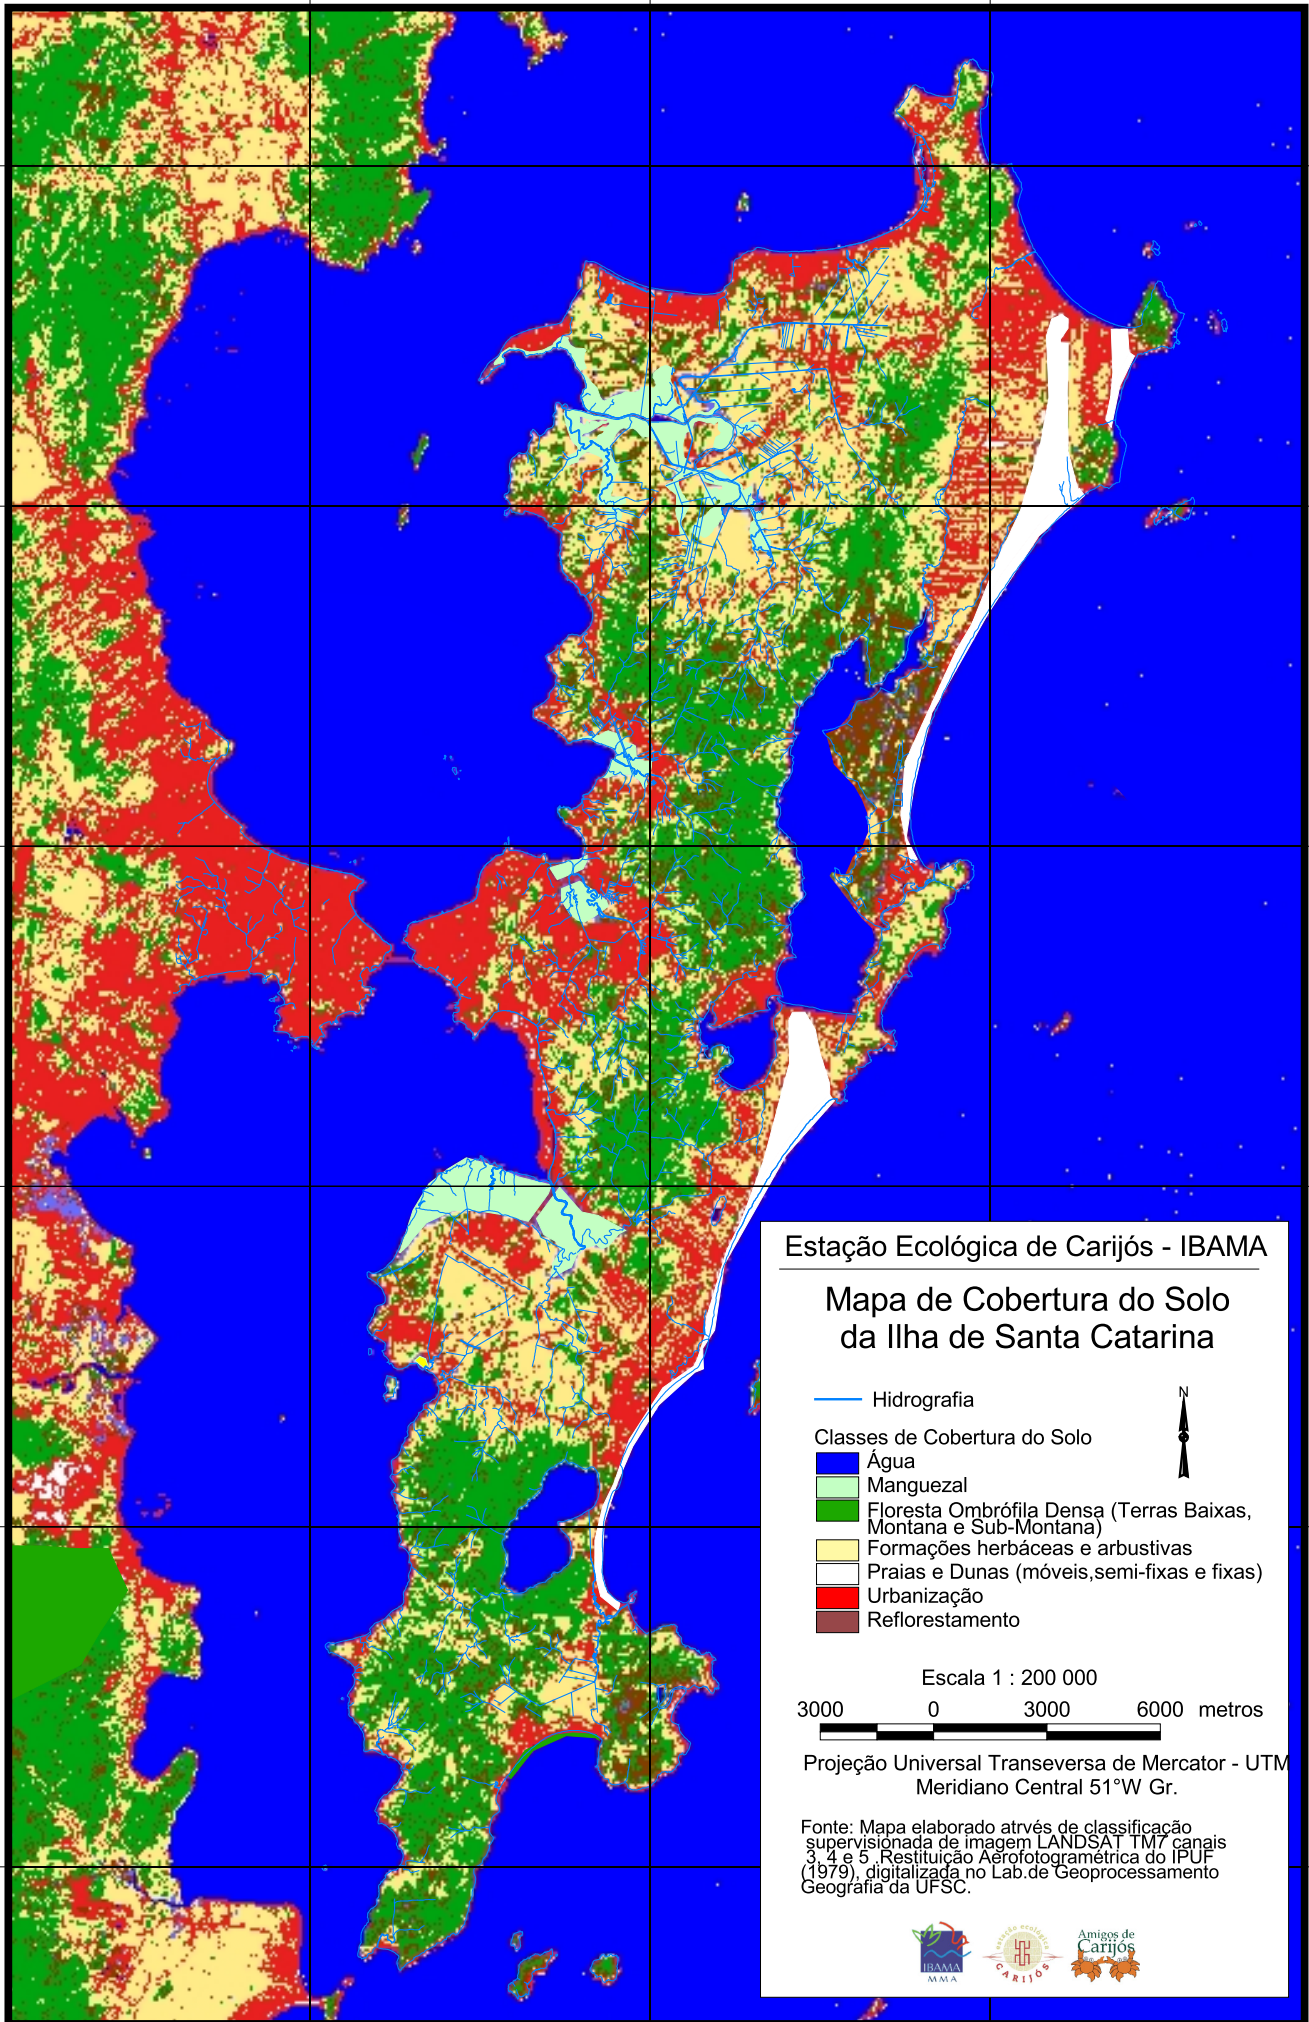 Estação Ecológica de Carijós - IBAMA
Mapa de Cobertura do Solo
da Ilha de Santa Catarina
N
Hidrografia
Classes de Cobertura do Solo
Água
Manguezal
Floresta Ombrófila Densa (Terras Baixas,
Montana e Sub-Montana)
Formações herbáceas e arbustivas
Praias e Dunas (móveis,semi-fixas e fixas)
Urbanização
Reflorestamento
Escala 1 : 200 000
3000 0 3000 6000 metros
Projeção Universal Transeversa de Mercator - UTM
Meridiano Central 51°W Gr.
Fonte: Mapa elaborado atrvés de classificação
supervisionada de imagem LANDSAT TM7 canais
3, 4 e 5 .Restituição Aerofotogramétrica do IPUF
(1979), digitalizada no Lab.de Geoprocessamento
Geografia da UFSC.
IBAMA
MMA
estação ecológica
CARIJÓS
Amigos de
Carijós